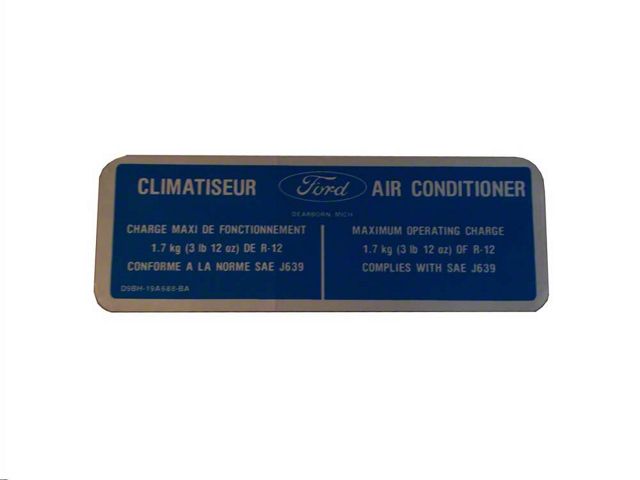 CLIMATISEUR Ford AIR CONDITIONER
DEARBORN, MICH
CHARGE MAXI DE FONCTIONNEMENT
1.7 kg (3 lb 12 oz) DE R-12
CONFORME A LA NORME SAE J639
D9BH-19A688-BA
MAXIMUM OPERATING CHARGE
1.7 kg (3 lb 12 oz) OF R-12
COMPLIES WITH SAE J639